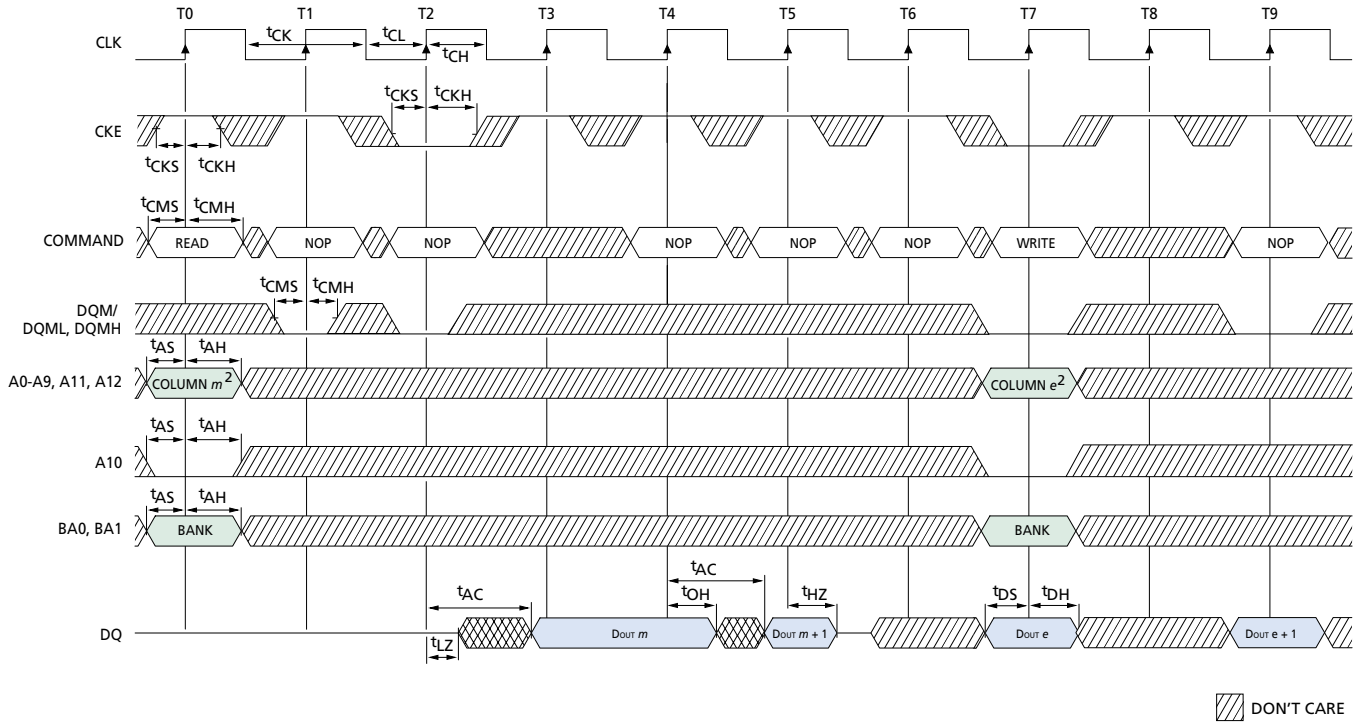 T0 T1 T2 T3 T4 T5 T6 T7 T8 T9
CLK
tCK tCL
tCH
tCKS tCKH
CKE
tCKS tCKH
tCMS tCMH
COMMAND READ NOP NOP NOP NOP NOP WRITE NOP
tCMS tCMH
DQM/
DQML, DQMH
tAS tAH
A0-A9, A11, A12 COLUMN m2 COLUMN e2
tAS tAH
A10
tAS tAH
BA0, BA1 BANK BANK
tAC tAC
tOH tHZ tDS tDH
DQ DOUT m DOUT m + 1 DOUT e DOUT e + 1
tLZ
DON'T CARE